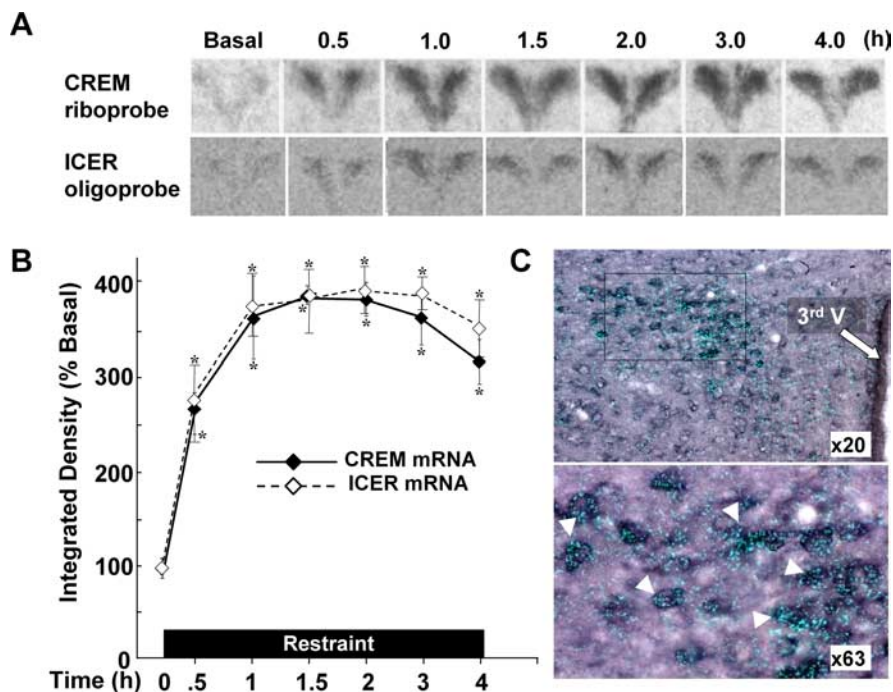 A
Basal 0.5 1.0 1.5 2.0 3.0 4.0 (h)
CREM
riboprobe
ICER
oligoprobe
B
Integrated Density (% Basal)
400
300
200
100
0
* * * * * *
* * * * * *
CREM mRNA
ICER mRNA
Restraint
Time (h) 0 .5 1 1.5 2 3 4
C
3rd V
x20
x63